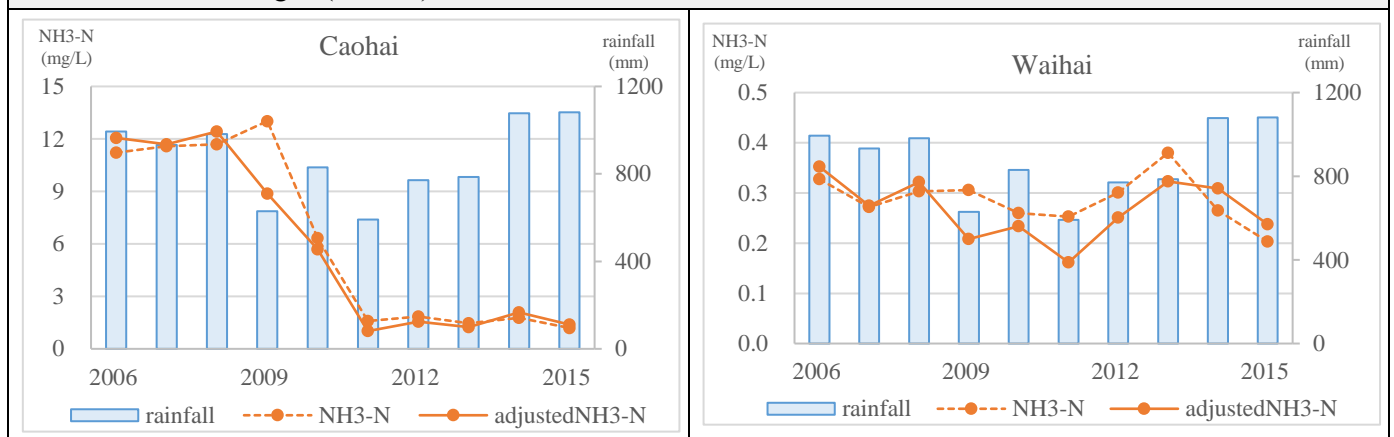 NH3-N
(mg/L)
Caohai
rainfall
(mm)
15
12
9
6
3
0
1200
800
400
0
2006
2009
2012
2015
rainfall
NH3-N
adjustedNH3-N
NH3-N
(mg/L)
Waihai
rainfall
(mm)
0.5
0.4
0.3
0.2
0.1
0.0
1200
800
400
0
2006
2009
2012
2015
rainfall
NH3-N
adjustedNH3-N